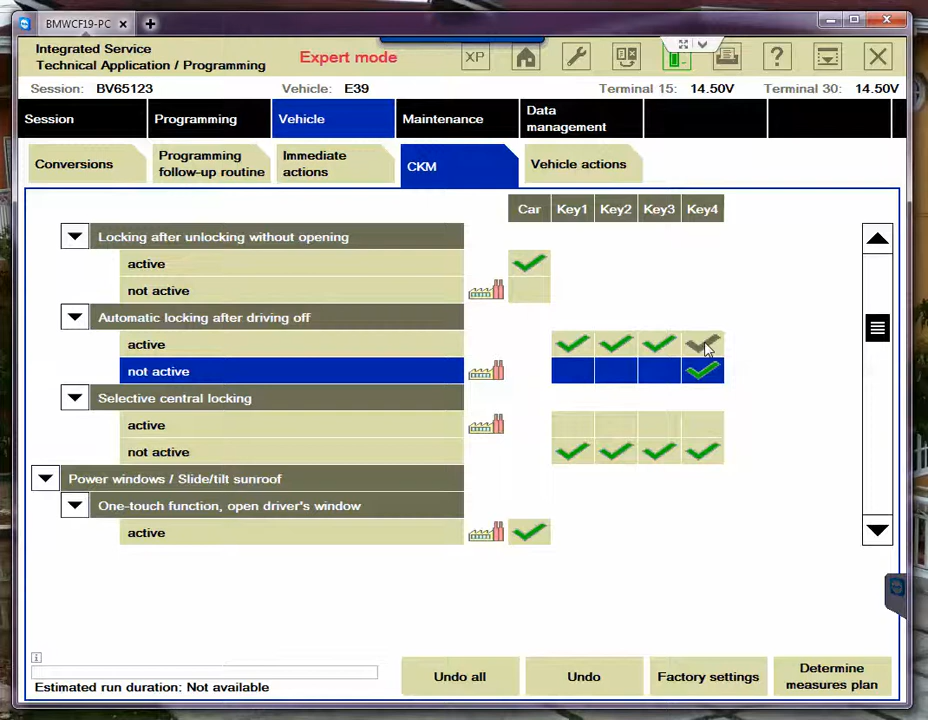 BMWCF19-PC
Integrated Service
Technical Application / Programming
Expert mode
XP
Session: BV65123 Vehicle: E39 Terminal 15: 14.50V Terminal 30: 14.50V
Session
Programming
Vehicle
Maintenance
Data
management
Conversions
Programming
follow-up routine
Immediate
actions
CKM
Vehicle actions
Car Key1 Key2 Key3 Key4
Locking after unlocking without opening
active
not active
Automatic locking after driving off
active
not active
Selective central locking
active
not active
Power windows / Slide/tilt sunroof
One-touch function, open driver's window
active
i
Estimated run duration: Not available
Undo all
Undo
Factory settings
Determine
measures plan